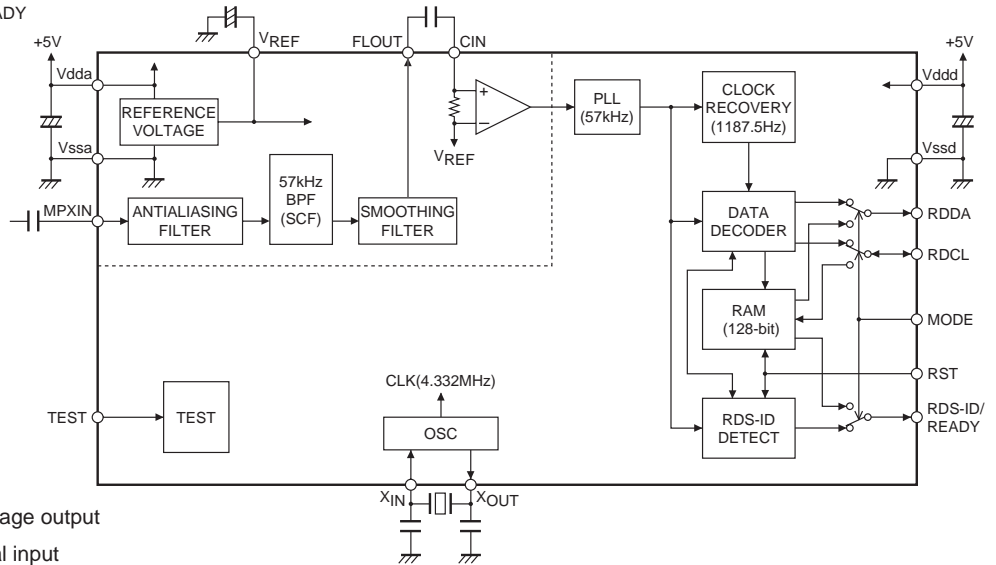 ADY
+5V
VREF
FLOUT
CIN
+5V
Vdda
REFERENCE
VOLTAGE
Vssa
+
−
VREF
PLL
(57kHz)
CLOCK
RECOVERY
(1187.5Hz)
Vddd
Vssd
MPXIN
ANTIALIASING
FILTER
57kHz
BPF
(SCF)
SMOOTHING
FILTER
DATA
DECODER
RDDA
RDCL
RAM
(128-bit)
MODE
RST
CLK(4.332MHz)
TEST
TEST
OSC
RDS-ID
DETECT
RDS-ID/
READY
XIN
XOUT
age output
al input